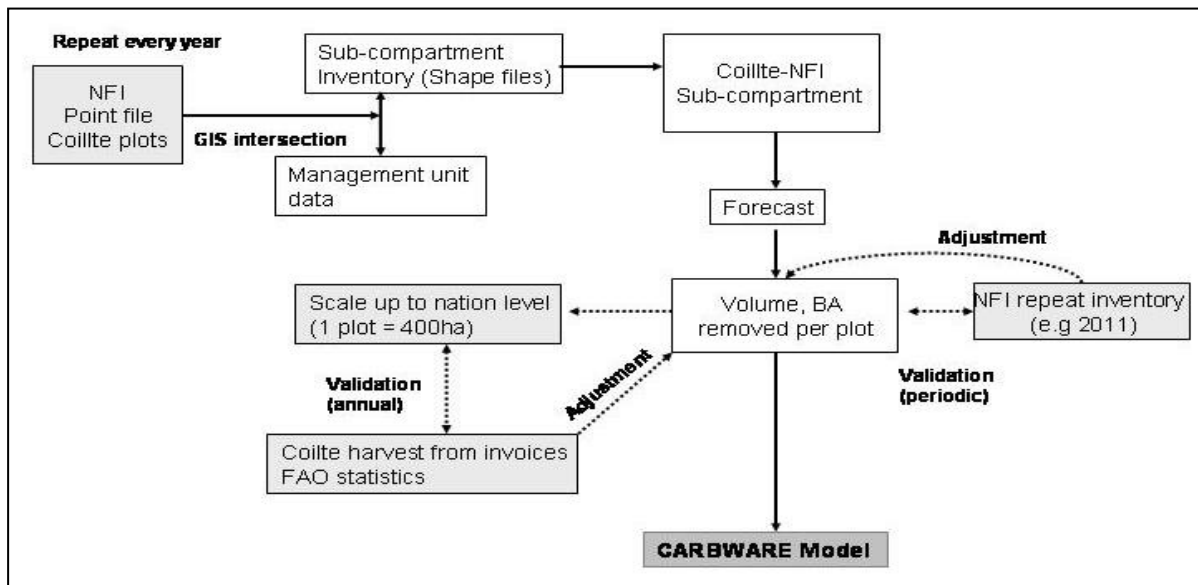 Repeat every year
NFI
Point file
Coillte plots
GIS intersection
Sub-compartment
Inventory (Shape files)
Management unit
data
Coillte-NFI
Sub-compartment
Forecast
Adjustment
Scale up to nation level
(1 plot = 400ha)
Volume, BA
removed per plot
NFI repeat inventory
(e.g 2011)
Validation
(annual)
Adjustment
Validation
(periodic)
Coilte harvest from invoices
FAO statistics
CARBWARE Model